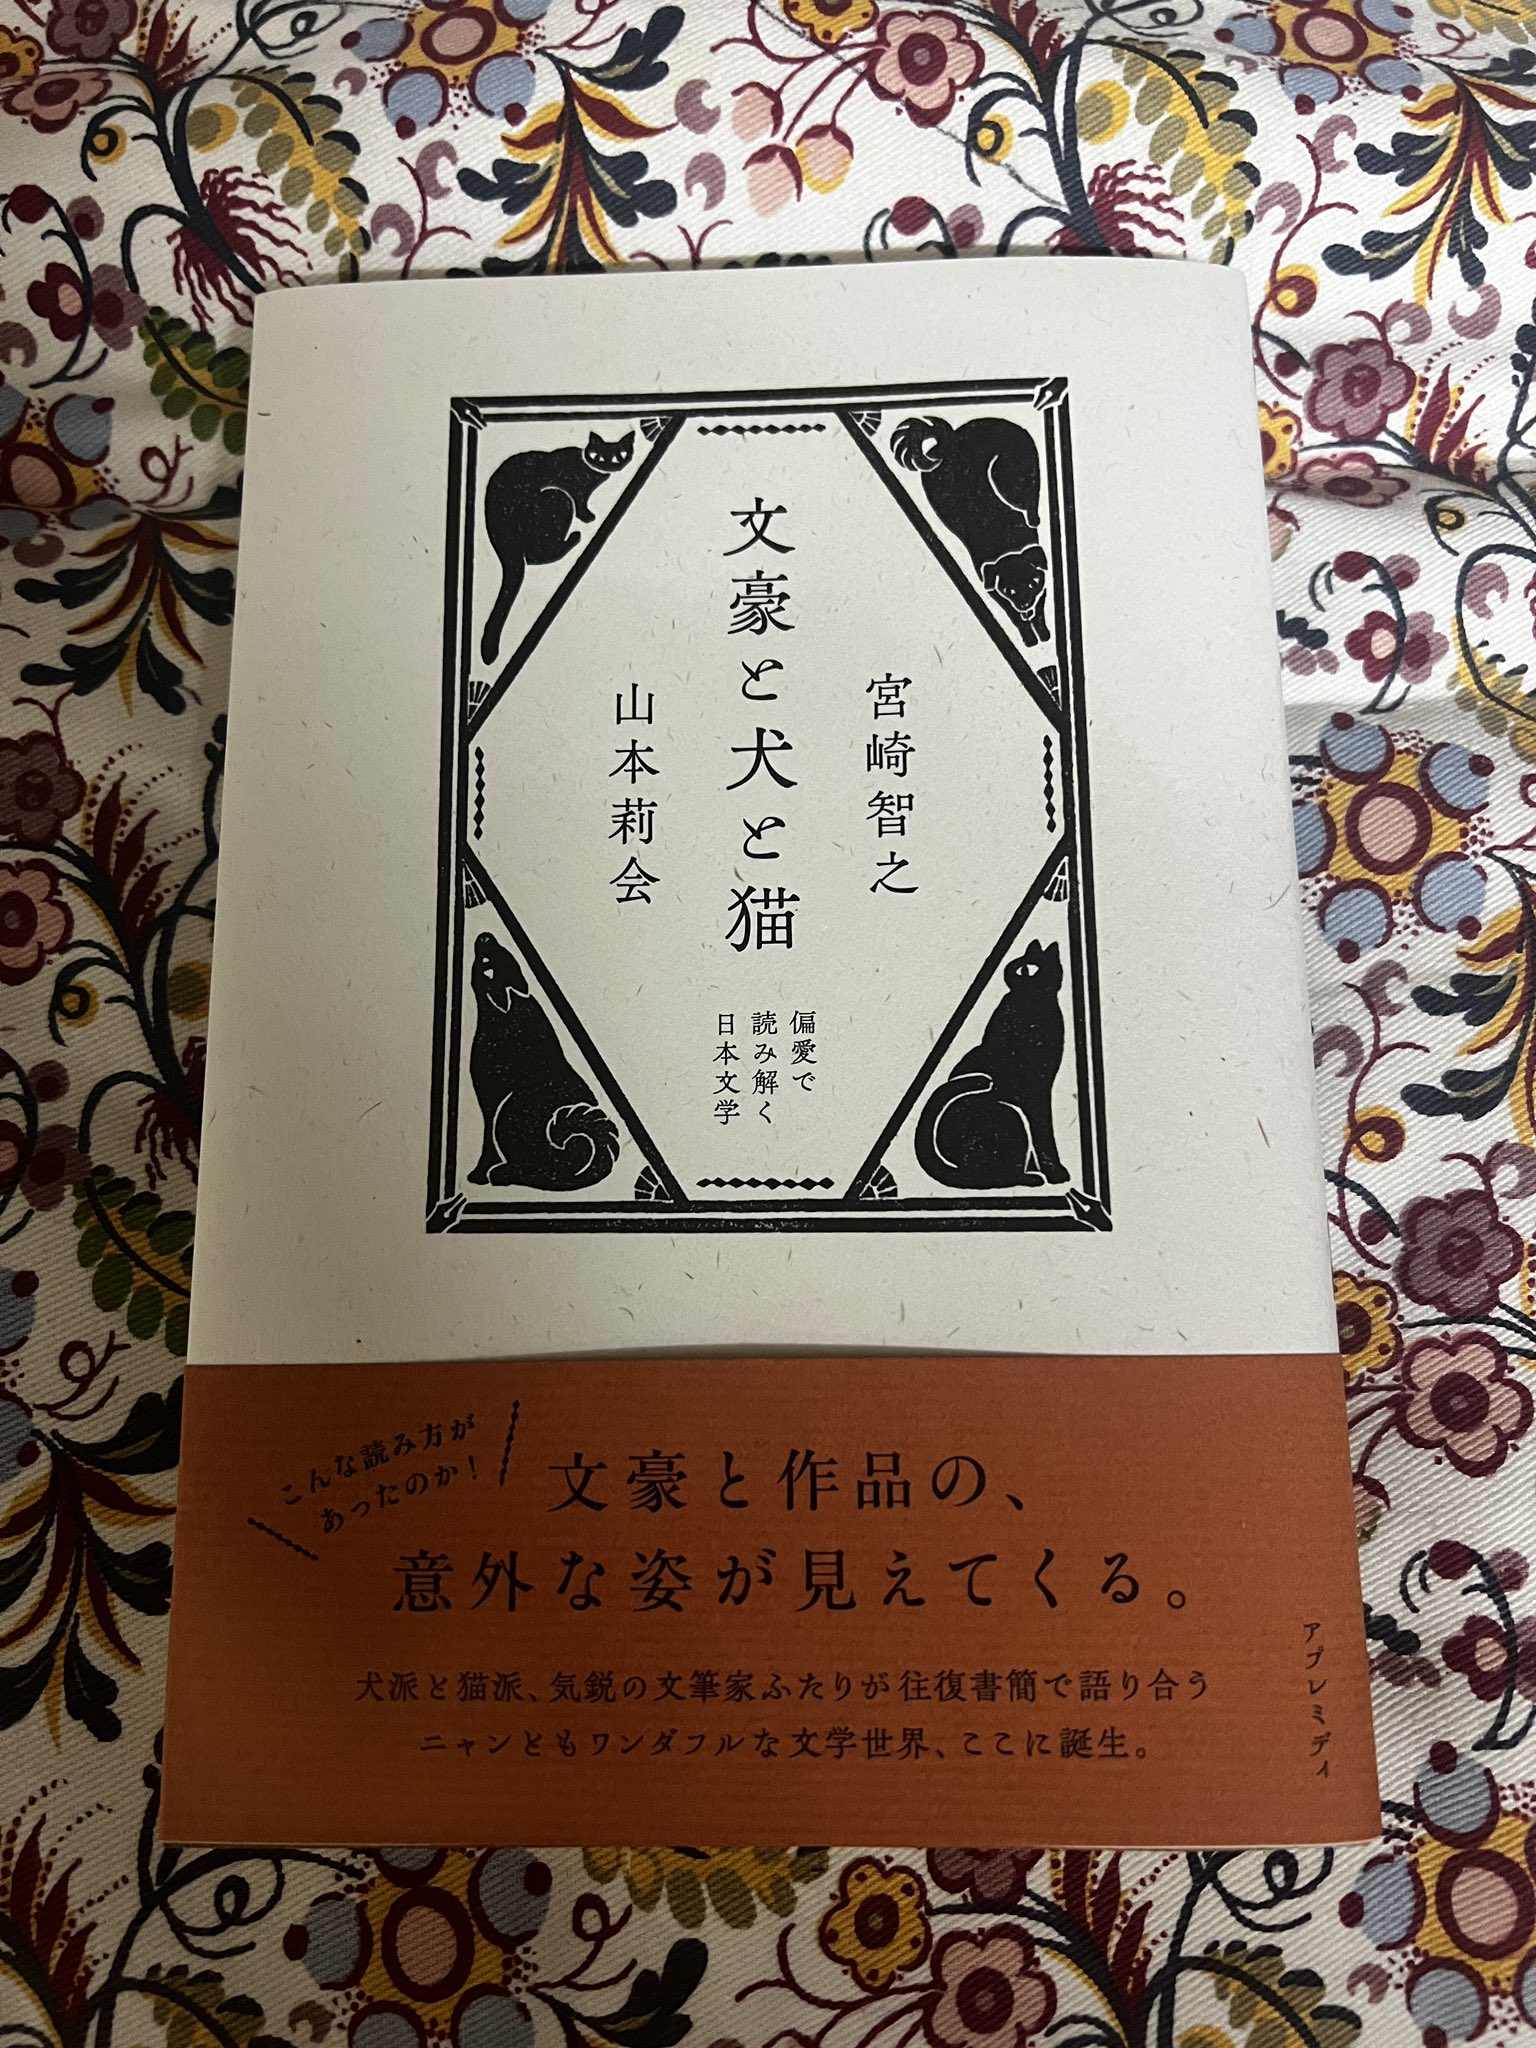 宮崎智之
文豪と犬と猫
偏愛で
読み解く
日本文学
山本莉会
こんな読み方が
あったのか！
文豪と作品の、
意外な姿が見えてくる。
犬派と猫派、気鋭の文筆家ふたりが往復書簡で語り合う
ニャンともワンダフルな文学世界、ここに誕生。
アプレミディ